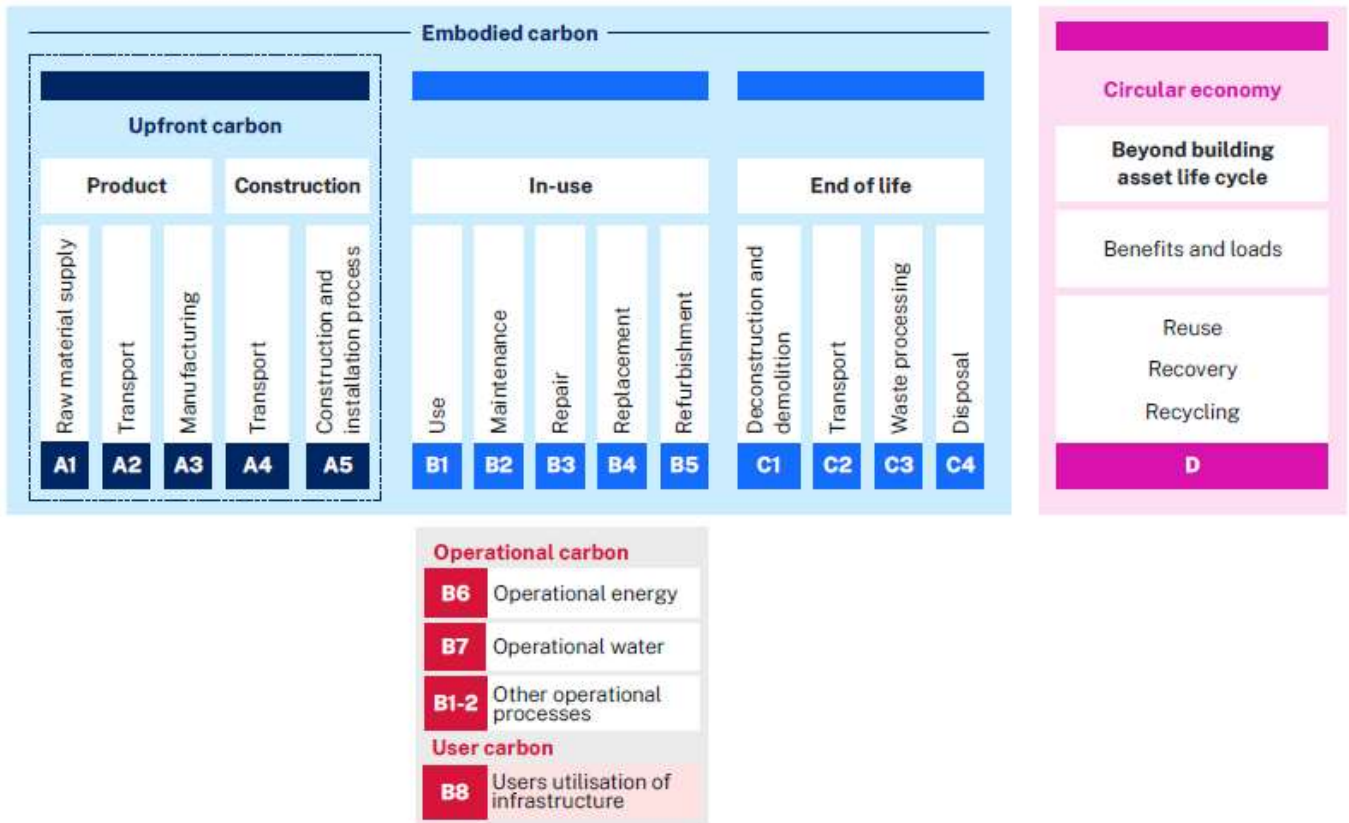 Embodied carbon
Upfront carbon
Product
Construction
In-use
End of life
Raw material supply
Transport
Manufacturing
Transport
Construction and
installation process
Use
Maintenance
Repair
Replacement
Refurbishment
Deconstruction and
demolition
Transport
Waste processing
Disposal
A1
A2
A3
A4
A5
B1
B2
B3
B4
B5
C1
C2
C3
C4
Circular economy
Beyond building
asset life cycle
Benefits and loads
Reuse
Recovery
Recycling
D
Operational carbon
B6 Operational energy
B7 Operational water
B1-2 Other operational
processes
User carbon
B8 Users utilisation of
infrastructure